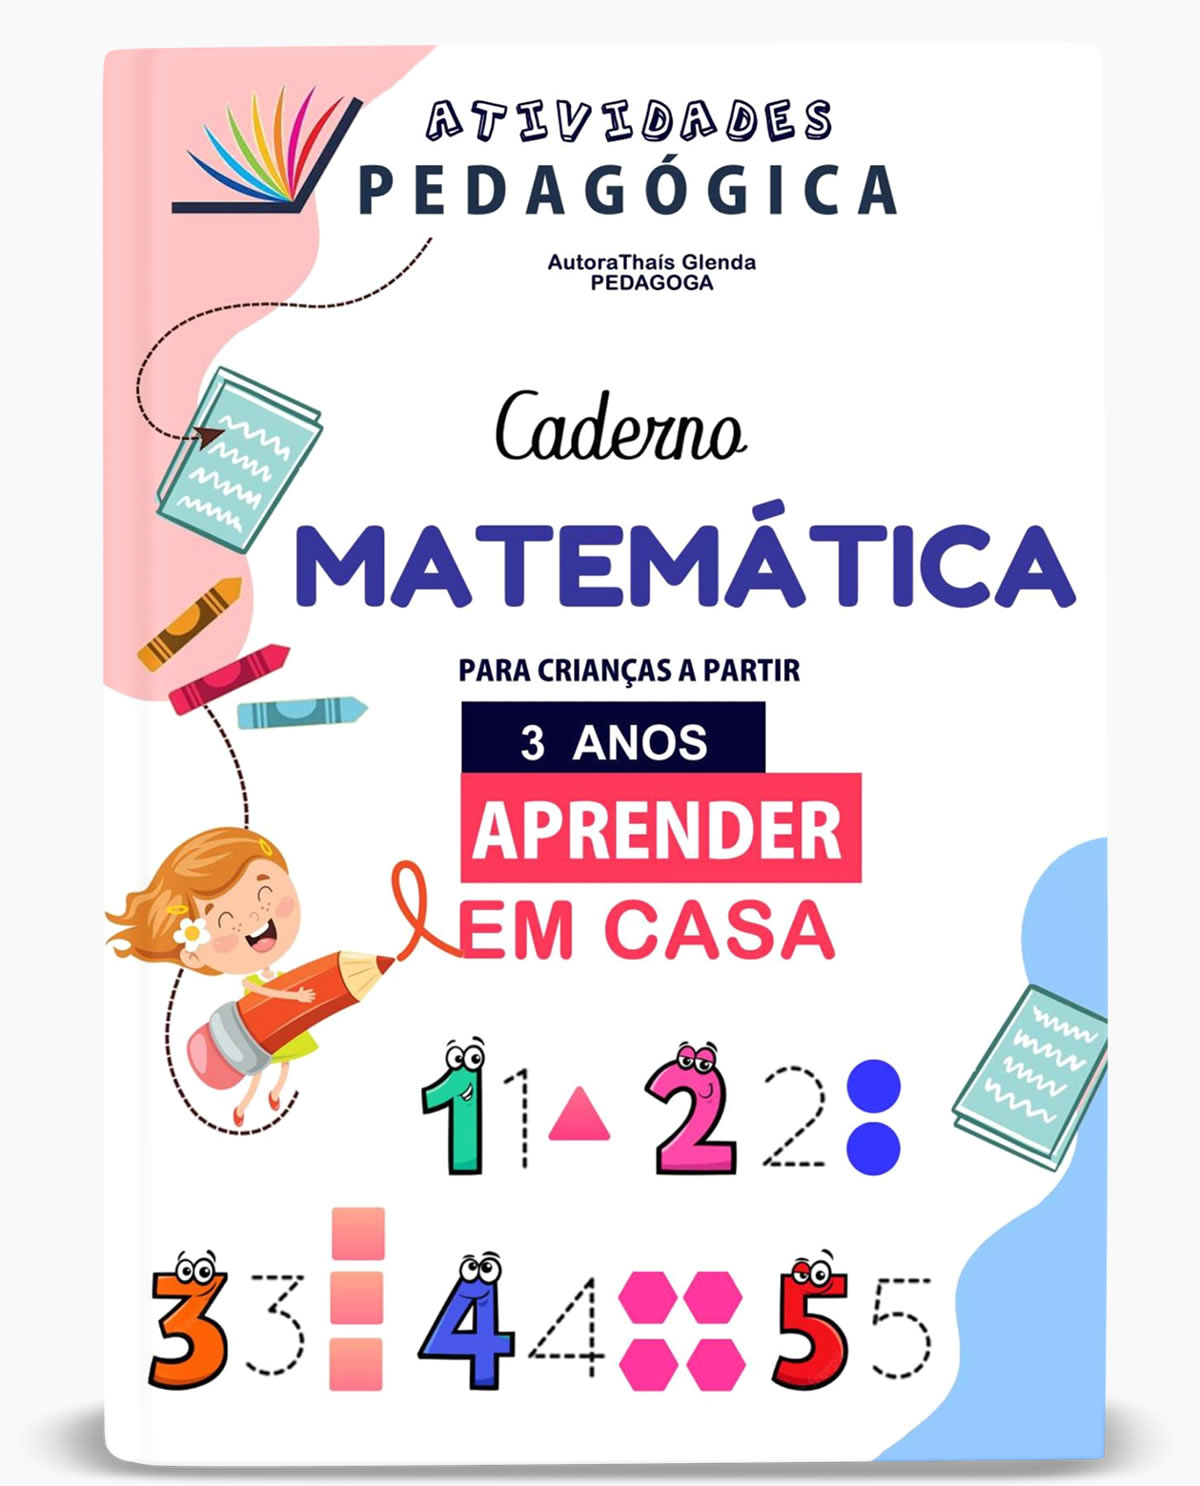 ATIVIDADES
PEDAGÓGICA
AutoraThaís Glenda
PEDAGOGA
Caderno
MATEMÁTICA
PARA CRIANÇAS A PARTIR
3 ANOS
APRENDER
EM CASA
1 1 2 2
3 3 4 4 5 5